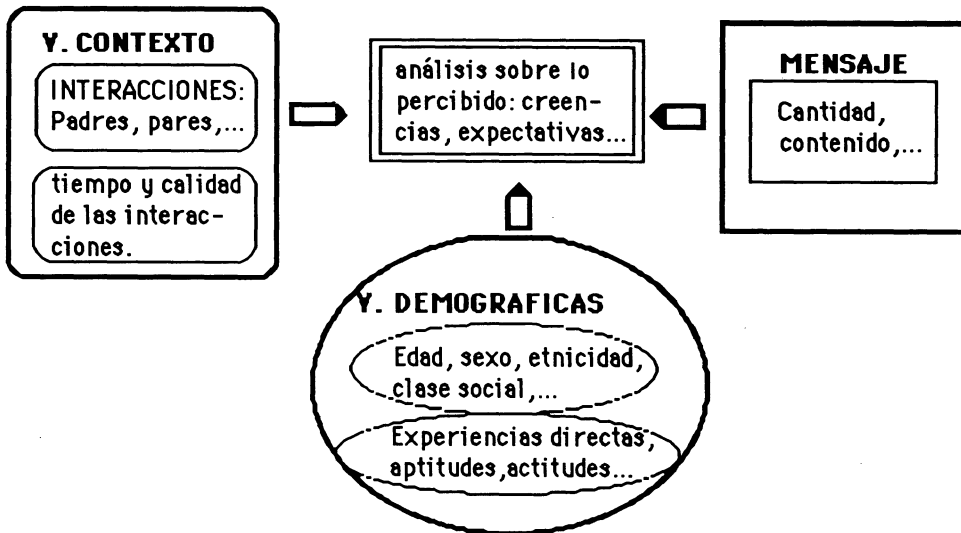 V. CONTEXTO
INTERACCIONES:
Padres, pares,...
tiempo y calidad
de las interac-
ciones.
análisis sobre lo
percibido: creen-
cias, expectativas...
MENSAJE
Cantidad,
contenido,...
V. DEMOGRAFICAS
Edad, sexo, etnicidad,
clase social,...
Experiencias directas,
aptitudes,actitudes...